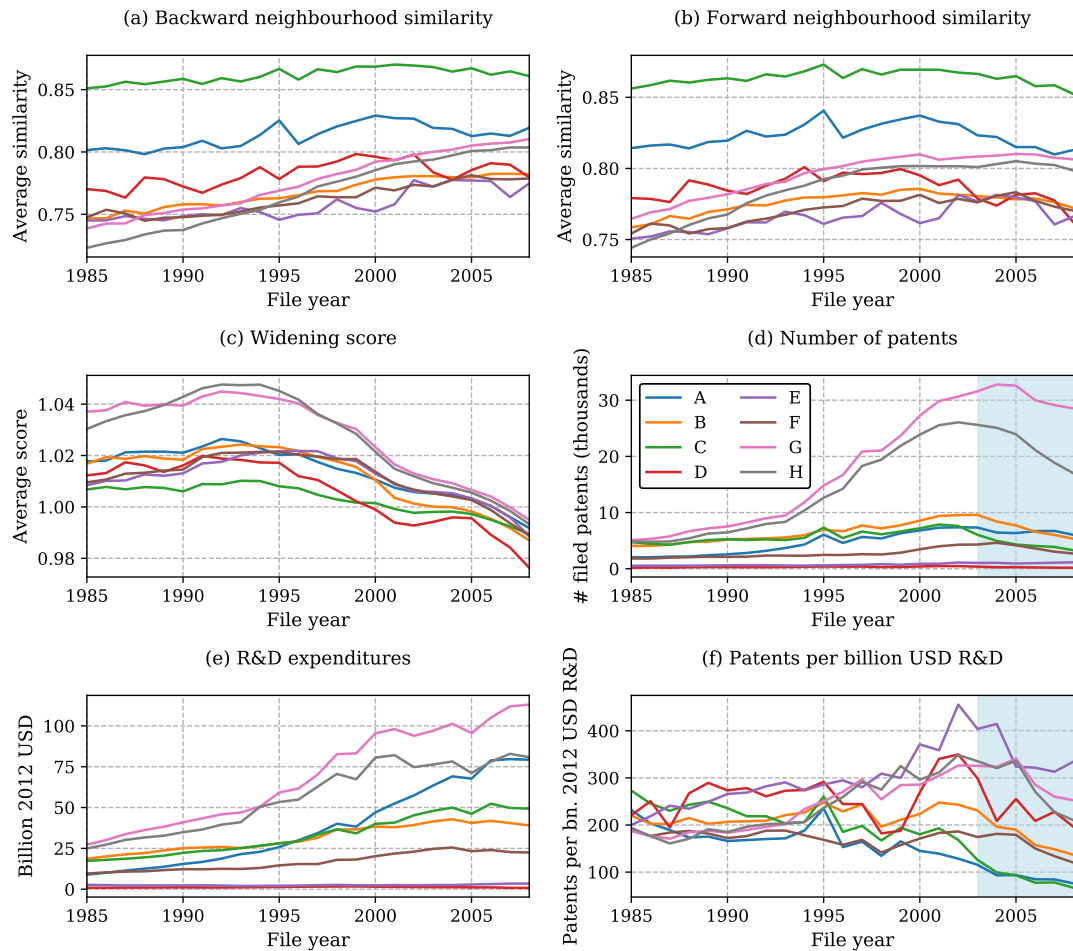 (a) Backward neighbourhood similarity
Average similarity
0.85
0.80
0.75
1985 1990 1995 2000 2005
File year
(b) Forward neighbourhood similarity
Average similarity
0.85
0.80
0.75
1985 1990 1995 2000 2005
File year
(c) Widening score
Average score
1.04
1.02
1.00
0.98
1985 1990 1995 2000 2005
File year
(d) Number of patents
# filed patents (thousands)
30
20
10
0
A E
B F
C G
D H
1985 1990 1995 2000 2005
File year
(e) R&D expenditures
Billion 2012 USD
100
75
50
25
0
1985 1990 1995 2000 2005
File year
(f) Patents per billion USD R&D
Patents per bn. 2012 USD R&D
400
300
200
100
1985 1990 1995 2000 2005
File year